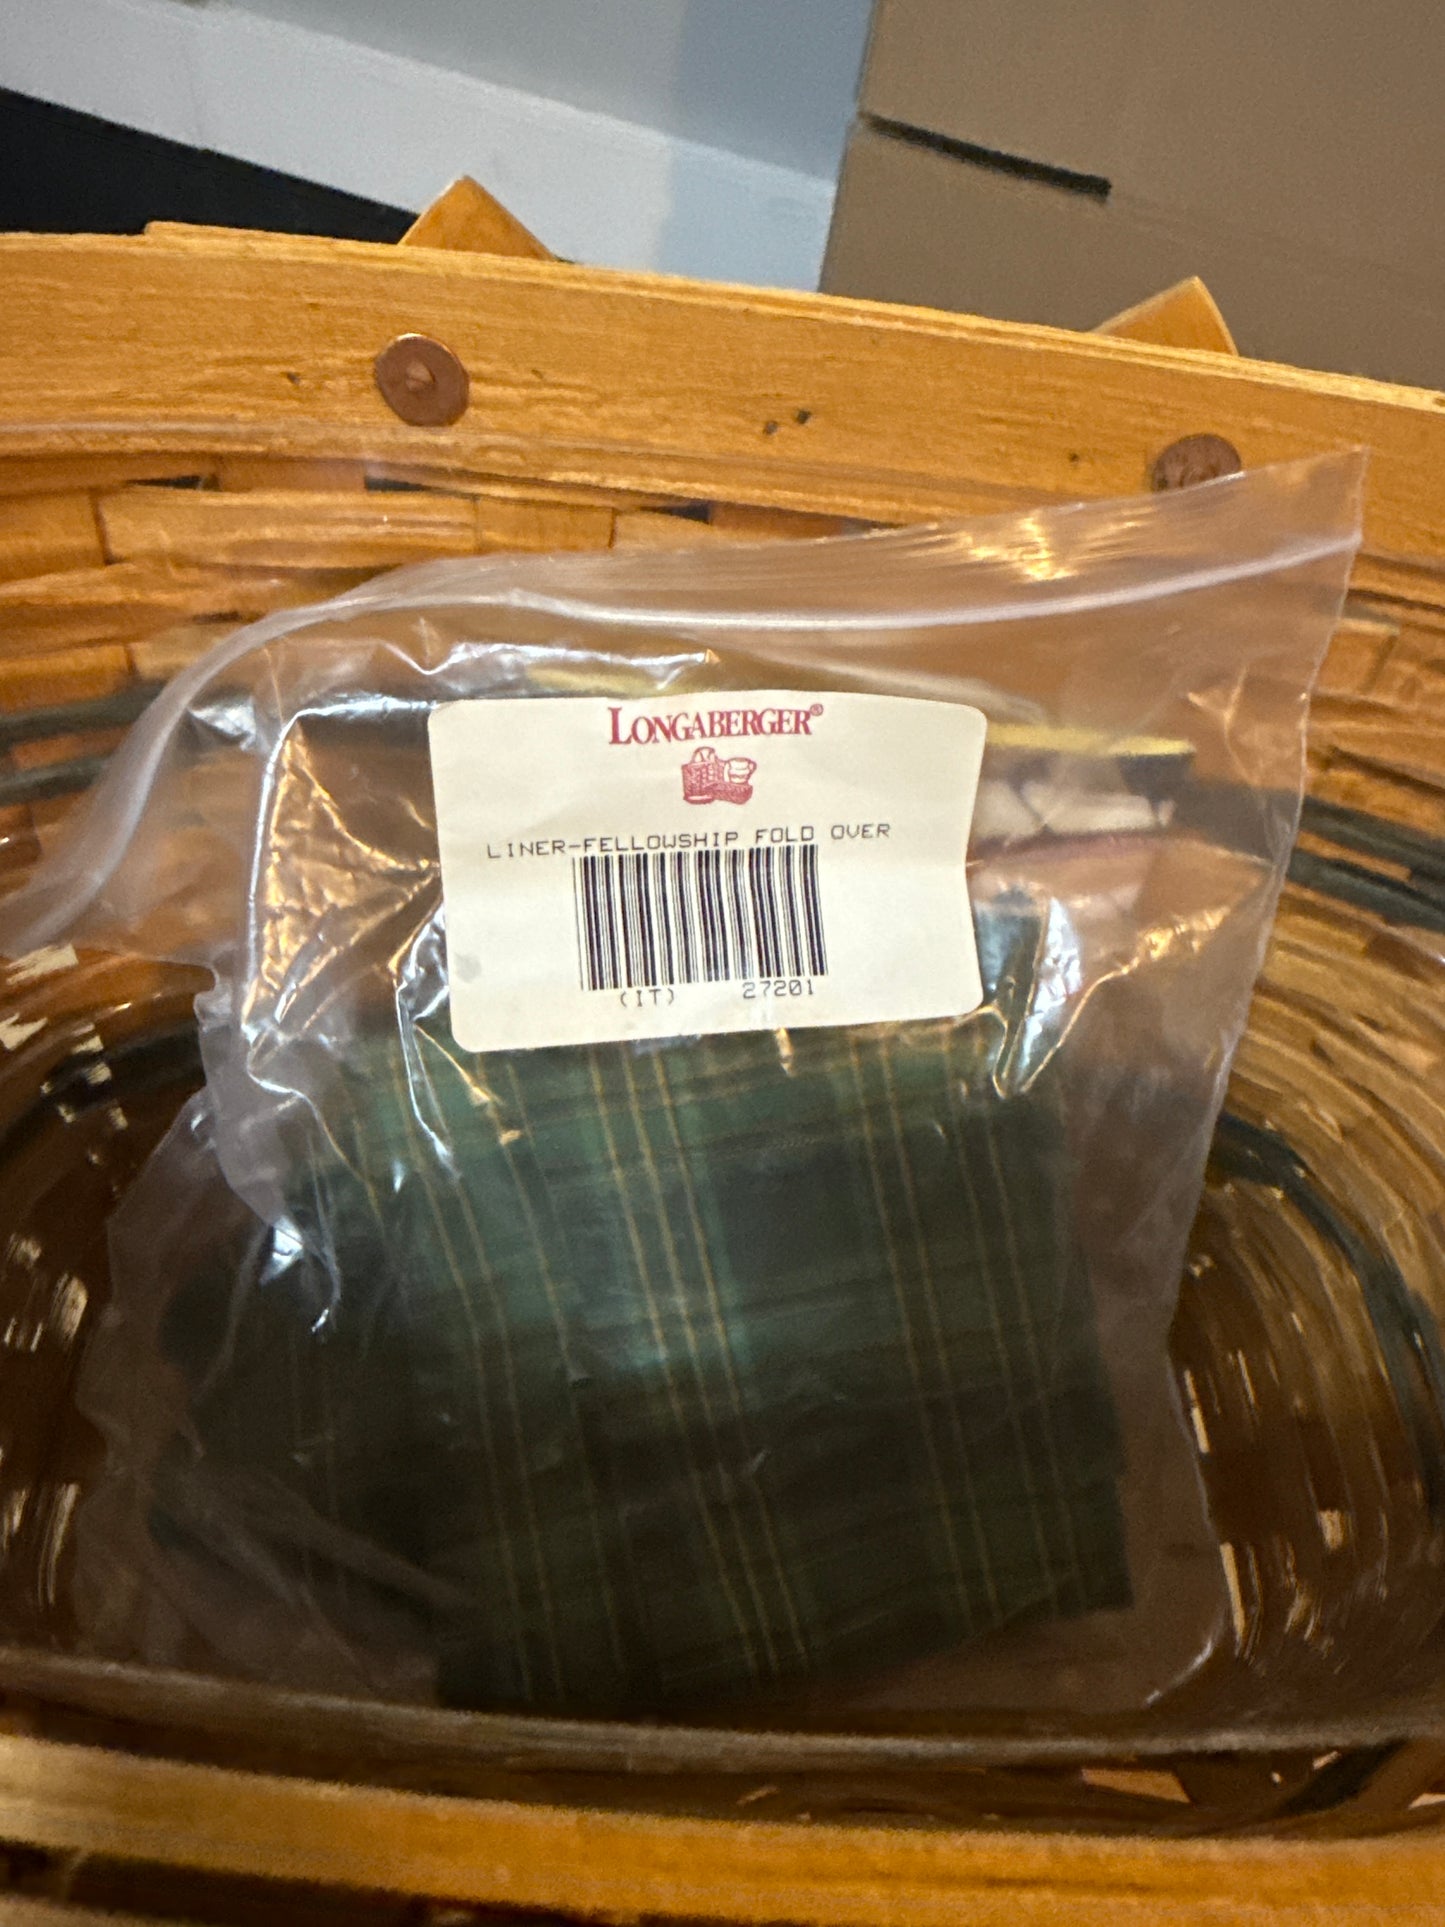 LONGABERGER®
LINER-FELLOWSHIP FOLD OVER
(IT) 27201